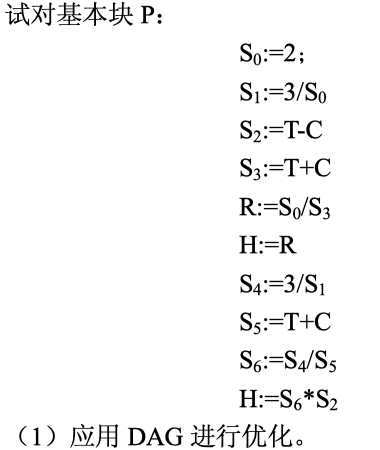 试对基本块 P：
S₀:=2；
S₁:=3/S₀
S₂:=T-C
S₃:=T+C
R:=S₀/S₃
H:=R
S₄:=3/S₁
S₅:=T+C
S₆:=S₄/S₅
H:=S₆*S₂
（1）应用 DAG 进行优化。